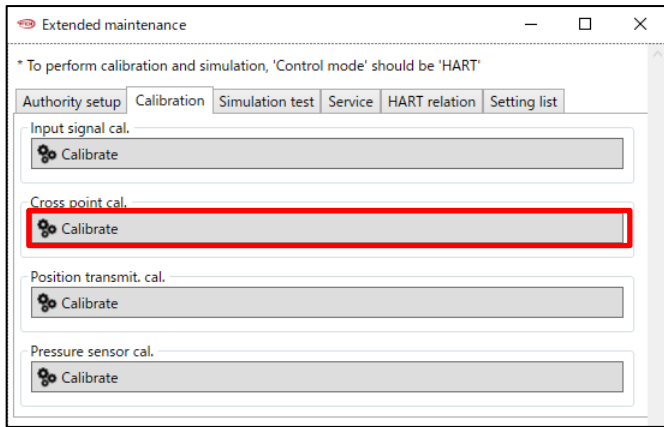 Extended maintenance
* To perform calibration and simulation, 'Control mode' should be 'HART'
Authority setup Calibration Simulation test Service HART relation Setting list
Input signal cal.
Calibrate
Cross point cal.
Calibrate
Position transmit. cal.
Calibrate
Pressure sensor cal.
Calibrate